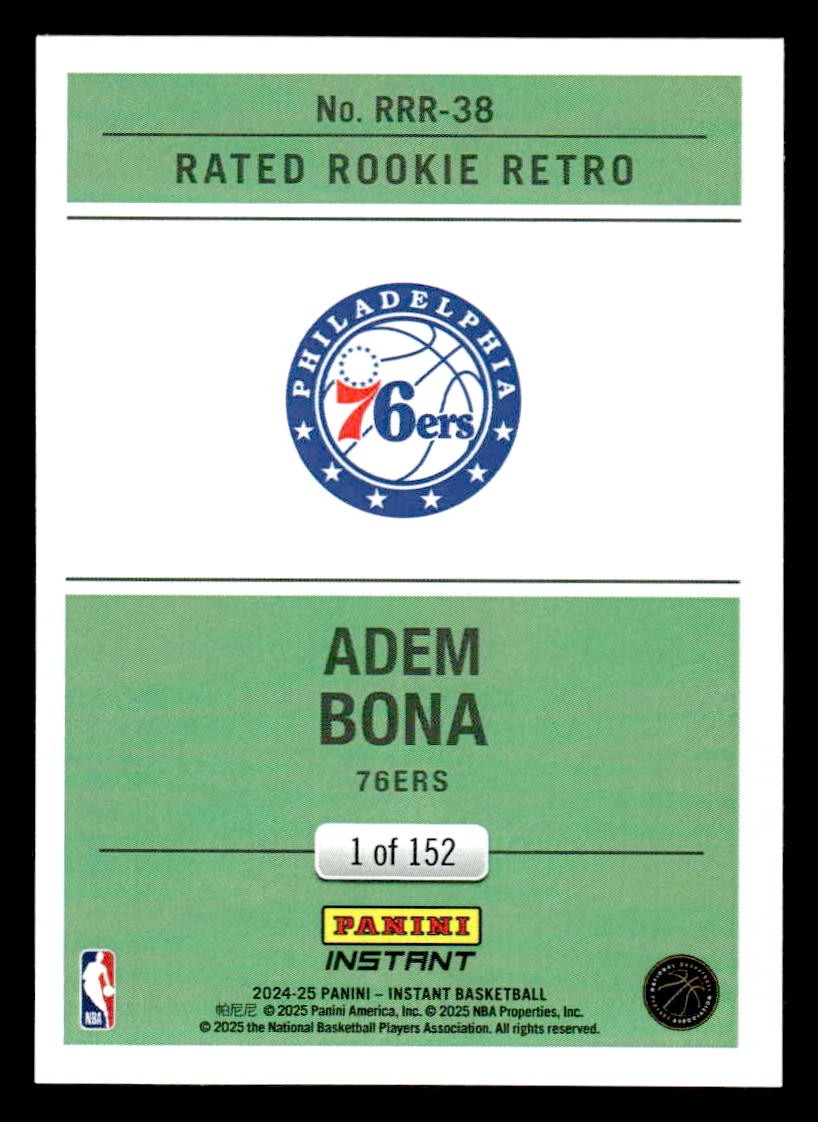 No. RRR-38
RATED ROOKIE RETRO
PHILADELPHIA
76ers
ADEM
BONA
76ERS
1 of 152
PANINI
INSTANT
NBA
2024-25 PANINI – INSTANT BASKETBALL
帕尼尼 © 2025 Panini America, Inc. © 2025 NBA Properties, Inc.
© 2025 the National Basketball Players Association. All rights reserved.